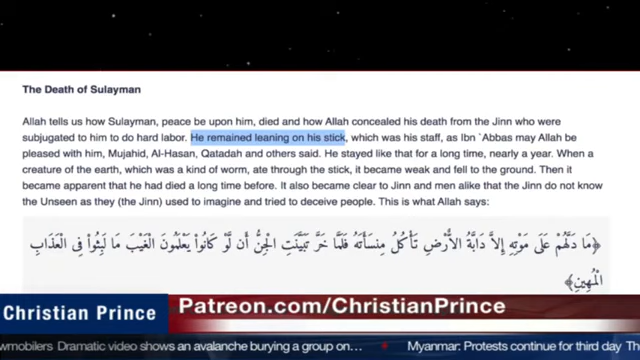 The Death of Sulayman
Allah tells us how Sulayman, peace be upon him, died and how Allah concealed his death from the Jinn who were
subjugated to him to do hard labor. He remained leaning on his stick, which was his staff, as Ibn `Abbas may Allah be
pleased with him, Mujahid, Al-Hasan, Qatadah and others said. He stayed like that for a long time, nearly a year. When a
creature of the earth, which was a kind of worm, ate through the stick, it became weak and fell to the ground. Then it
became apparent that he had died a long time before. It also became clear to Jinn and men alike that the Jinn do not know
the Unseen as they (the Jinn) used to imagine and tried to deceive people. This is what Allah says:
﴿مَا دَلَّهُمْ عَلَى مَوْتِهِ إِلاَّ دَابَّةُ الاٌّرْضِ تَأْكُلُ مِنسَأَتَهُ فَلَمَّا خَرَّ تَبَيَّنَتِ الْجِنُّ أَن لَّوْ كَانُواْ يَعْلَمُونَ الْغَيْبَ مَا لَبِثُواْ فِى الْعَذَابِ
الْمُهِينِ﴾
Christian Prince
Patreon.com/ChristianPrince
wmobilers Dramatic video shows an avalanche burying a group on… Myanmar: Protests continue for third day Th